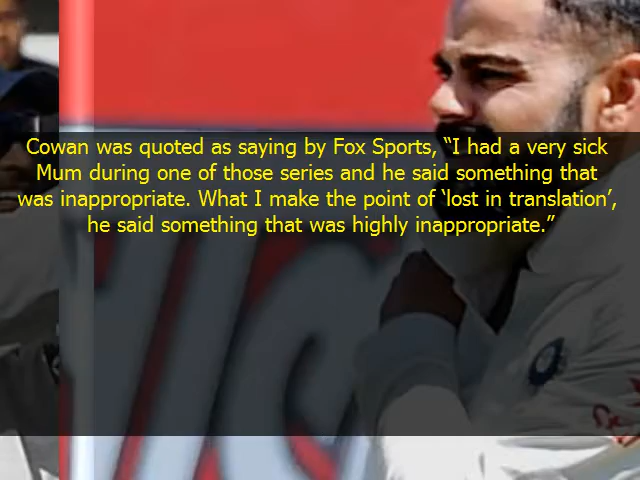 Cowan was quoted as saying by Fox Sports, “I had a very sick
Mum during one of those series and he said something that
was inappropriate. What I make the point of ‘lost in translation’,
he said something that was highly inappropriate.”